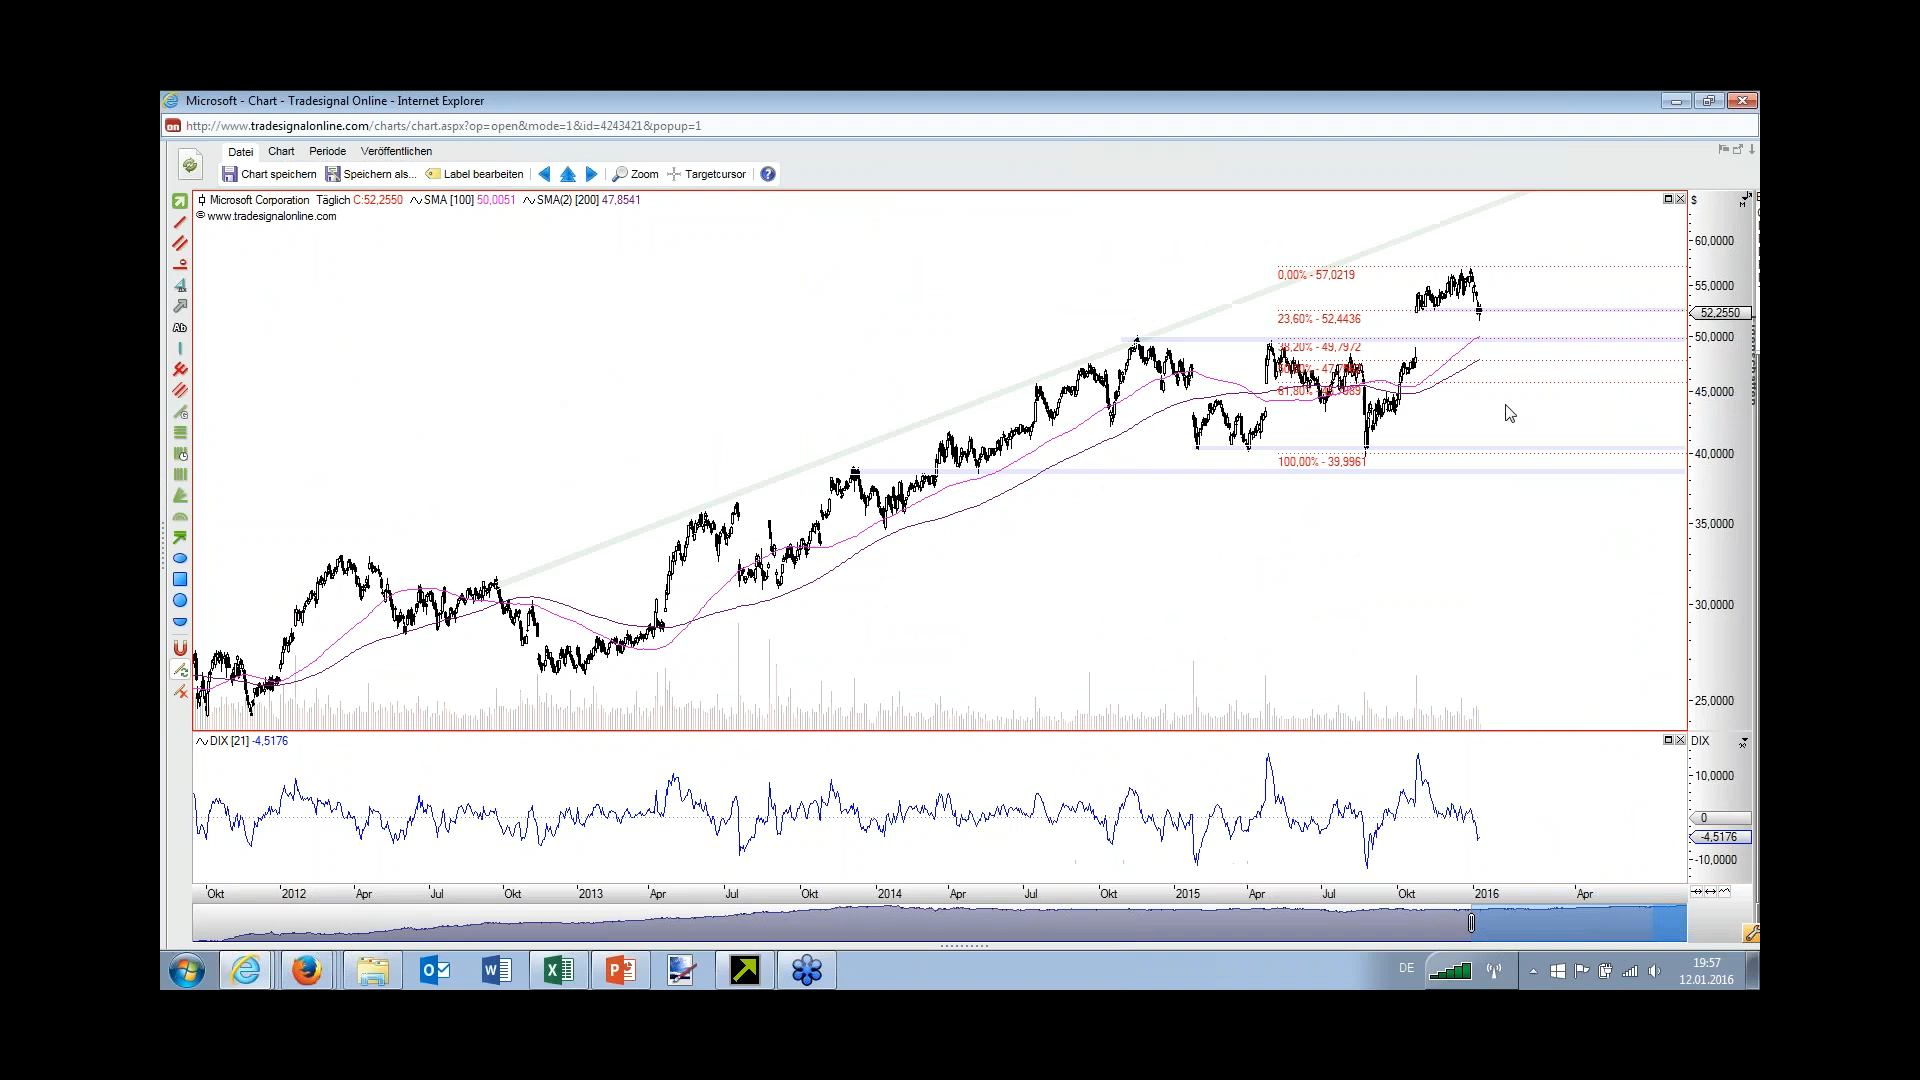 Microsoft - Chart - Tradesignal Online - Internet Explorer
http://www.tradesignalonline.com/charts/chart.aspx?op=open&mode=1&id=4243421&popup=1
Datei Chart Periode Veröffentlichen
Chart speichern Speichern als... Label bearbeiten Zoom Targetcursor
Microsoft Corporation Täglich C:52,2550 SMA [100] 50,0051 SMA(2) [200] 47,8541
© www.tradesignalonline.com
$
60,0000
0,00% - 57,0219
55,0000
52,2550
23,60% - 52,4436
50,0000
38,20% - 49,7972
45,0000
40,0000
100,00% - 39,9961
35,0000
30,0000
25,0000
Ab
DIX [21] -4,5176
DIX
10,0000
0
-4,5176
-10,0000
Okt 2012 Apr Jul Okt 2013 Apr Jul Okt 2014 Apr Jul Okt 2015 Apr Jul Okt 2016 Apr
DE
19:57
12.01.2016